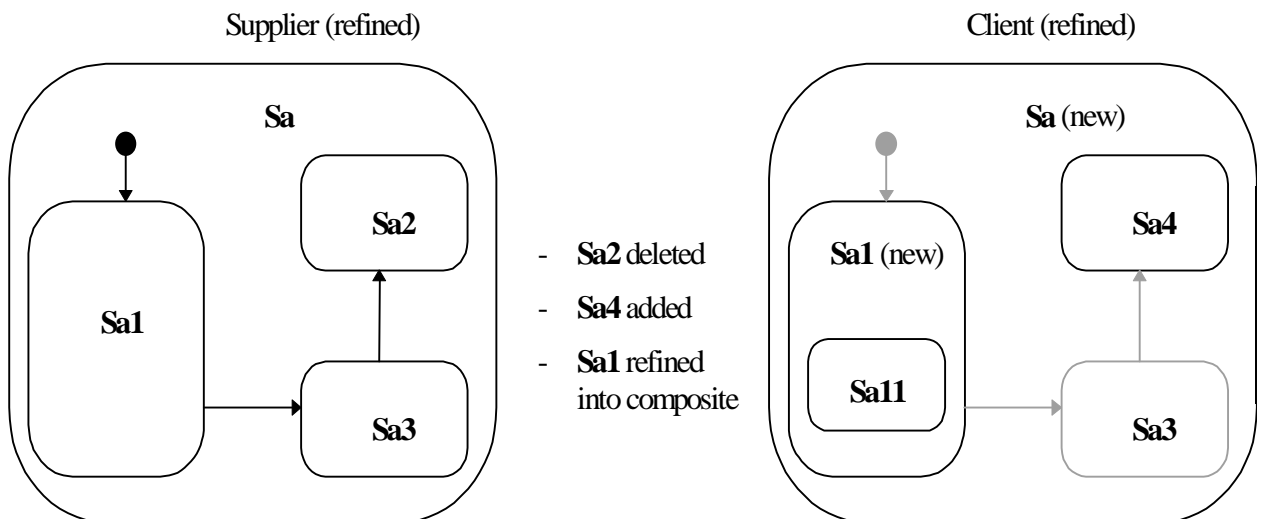 Supplier (refined)
Client (refined)
Sa
Sa2
Sa1
Sa3
- Sa2 deleted
- Sa4 added
- Sa1 refined
into composite
Sa (new)
Sa4
Sa1 (new)
Sa11
Sa3